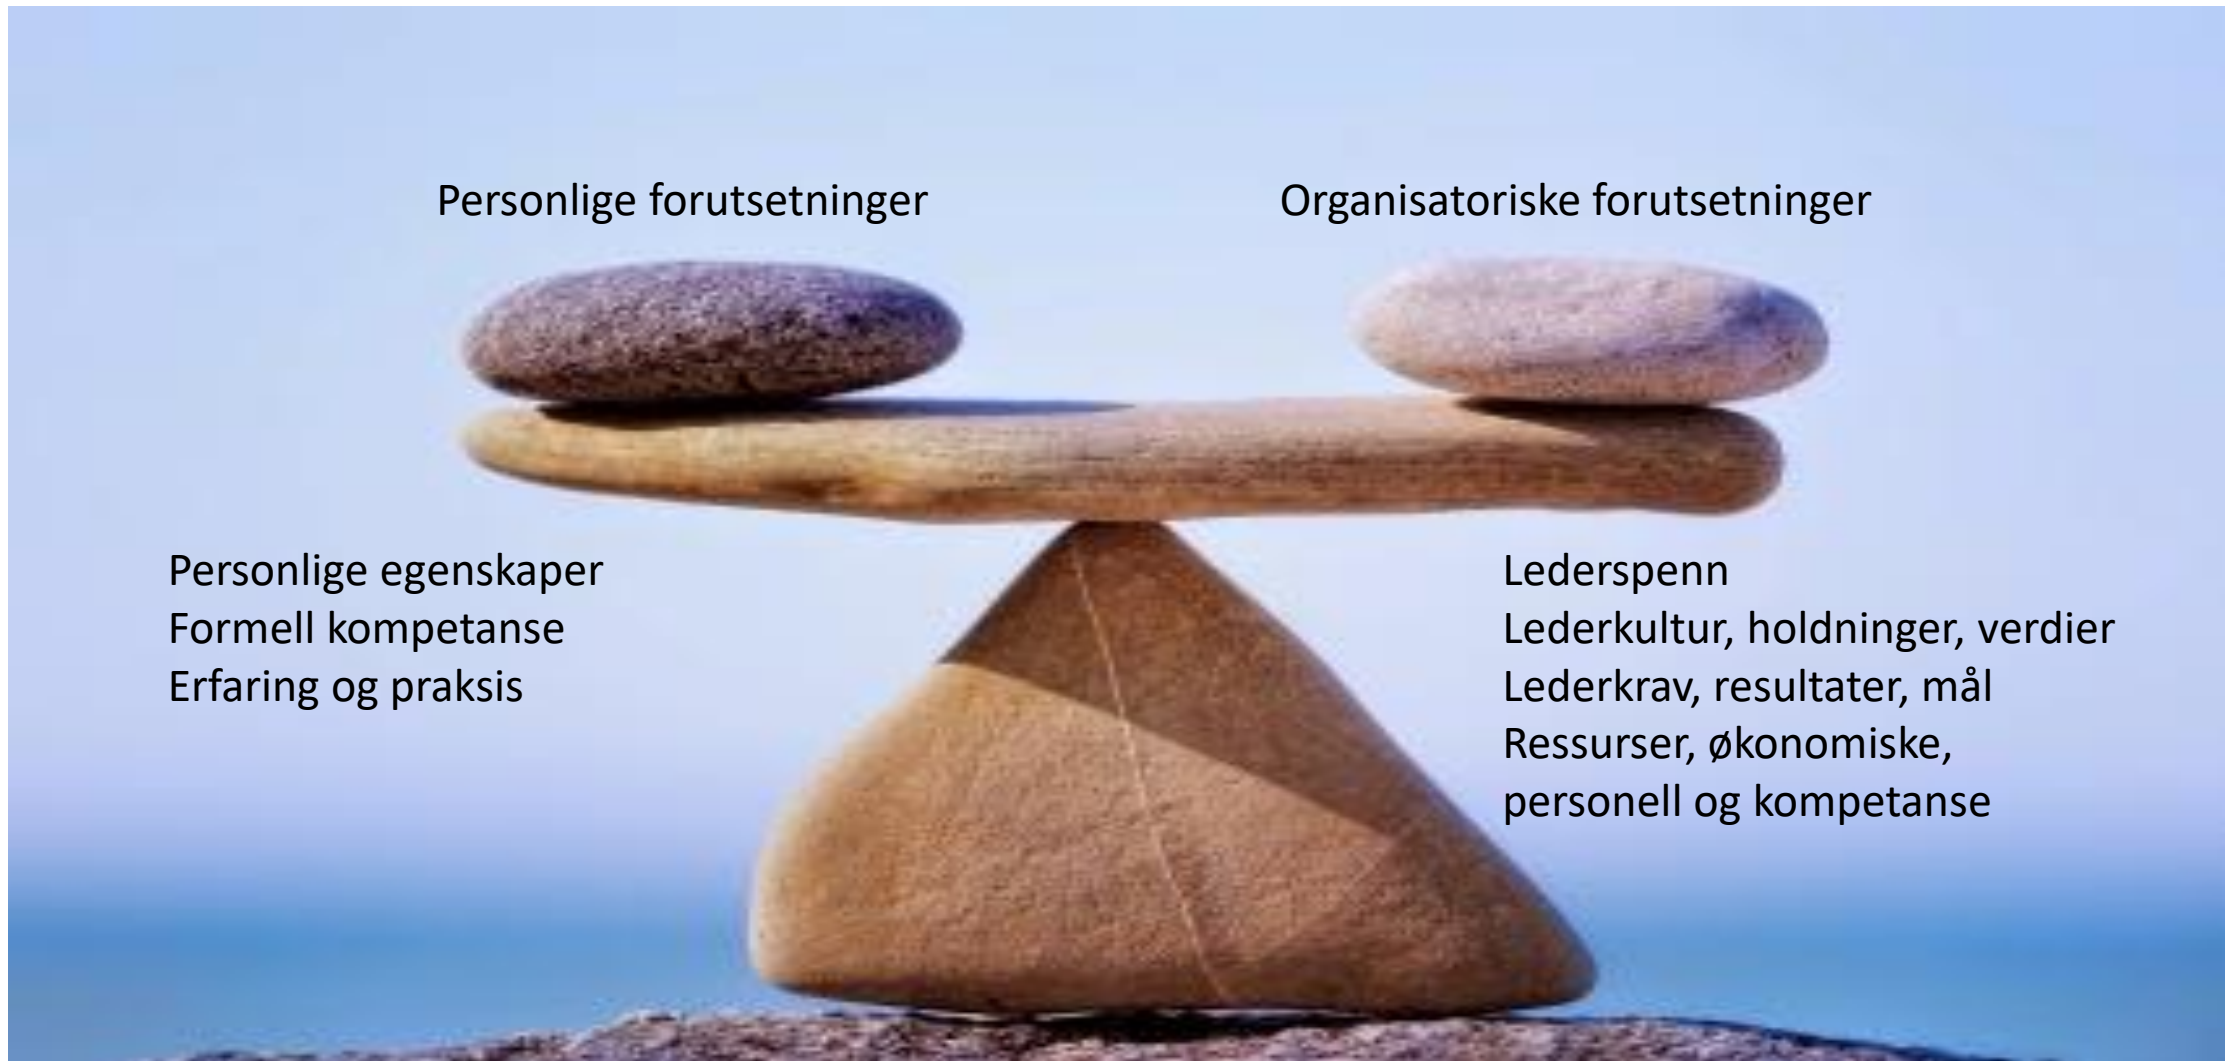 Personlige forutsetninger
Organisatoriske forutsetninger
Personlige egenskaper
Formell kompetanse
Erfaring og praksis
Lederspenn
Lederkultur, holdninger, verdier
Lederkrav, resultater, mål
Ressurser, økonomiske,
personell og kompetanse